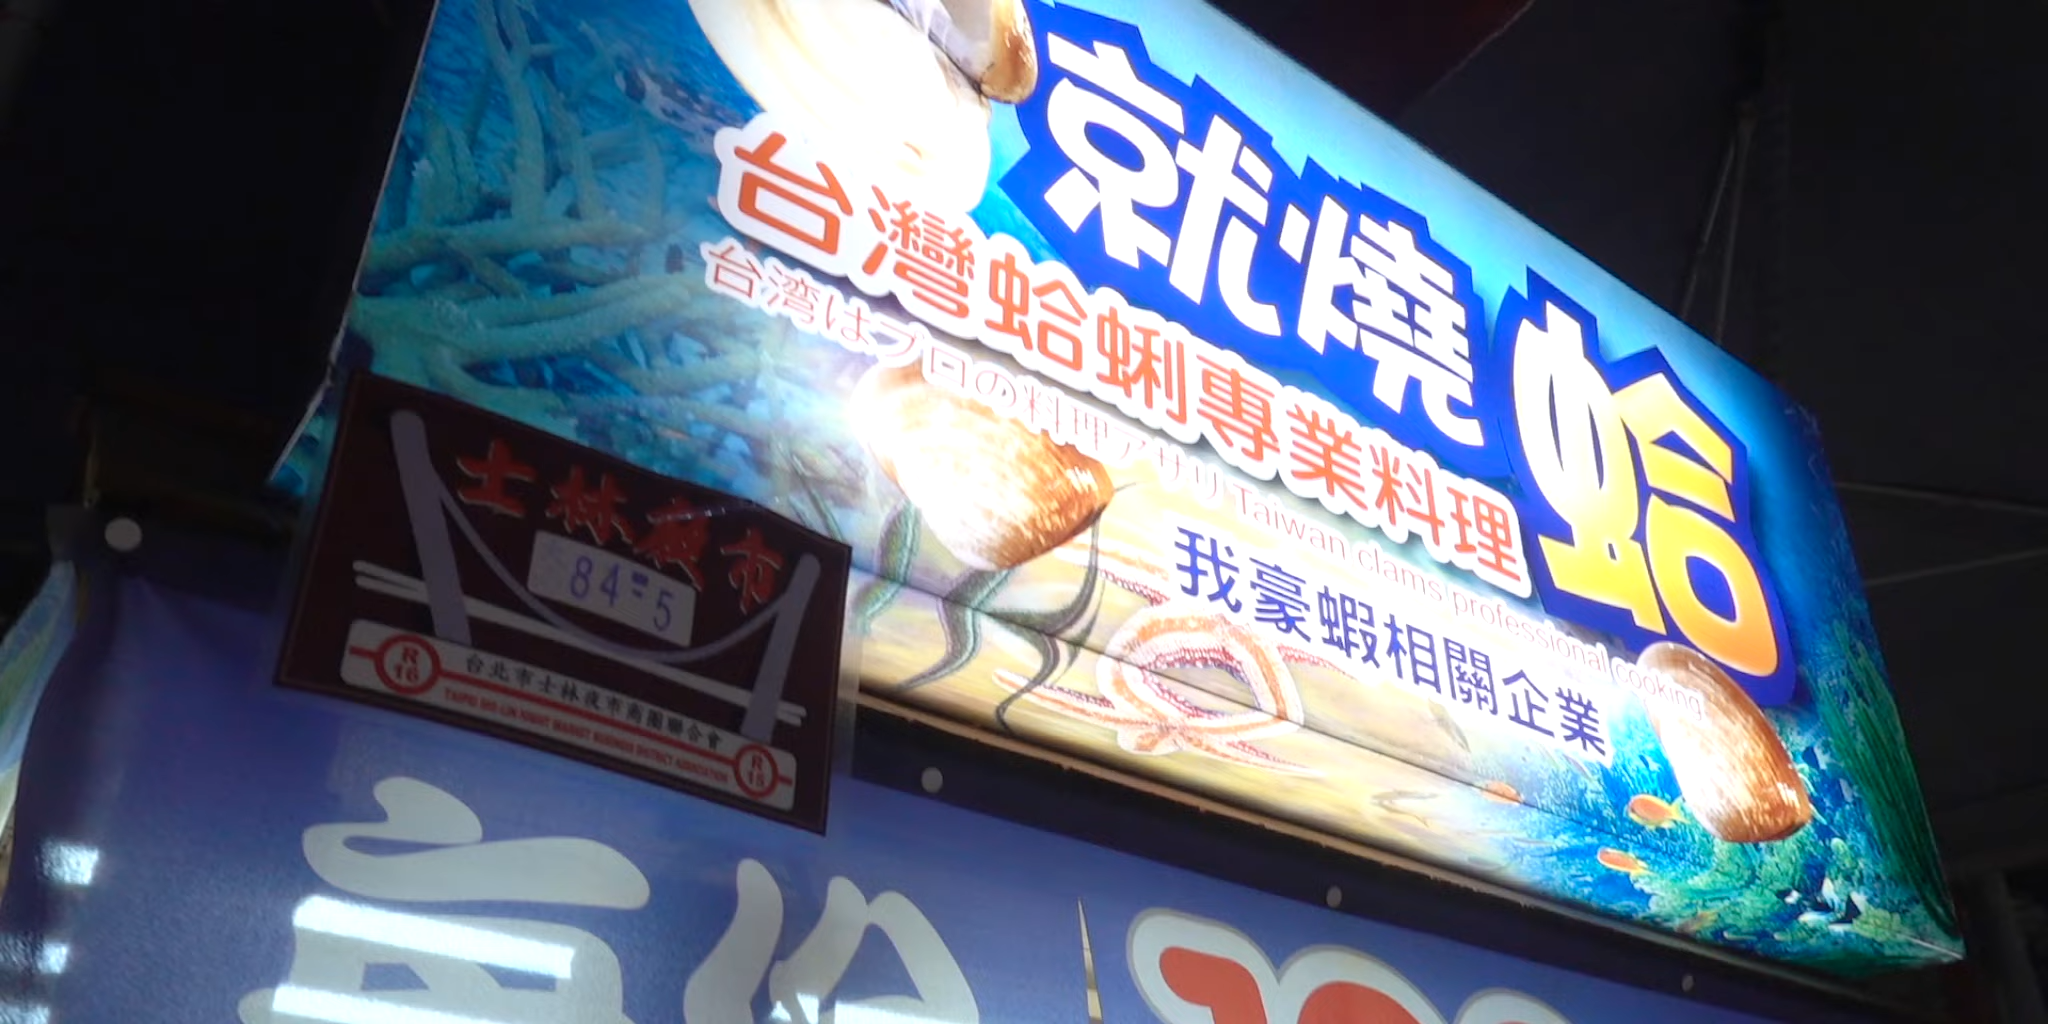 就燒蛤
台灣蛤蜊專業料理
台湾はプロの料理アサリ Taiwan clams professional cooking
我豪蝦相關企業
士林夜市
84-5
R 16
台北市士林夜市商圈聯合會
TAIPEI SHI-LIN NIGHT MARKET BUSINESS DISTRICT ASSOCIATION
R 15